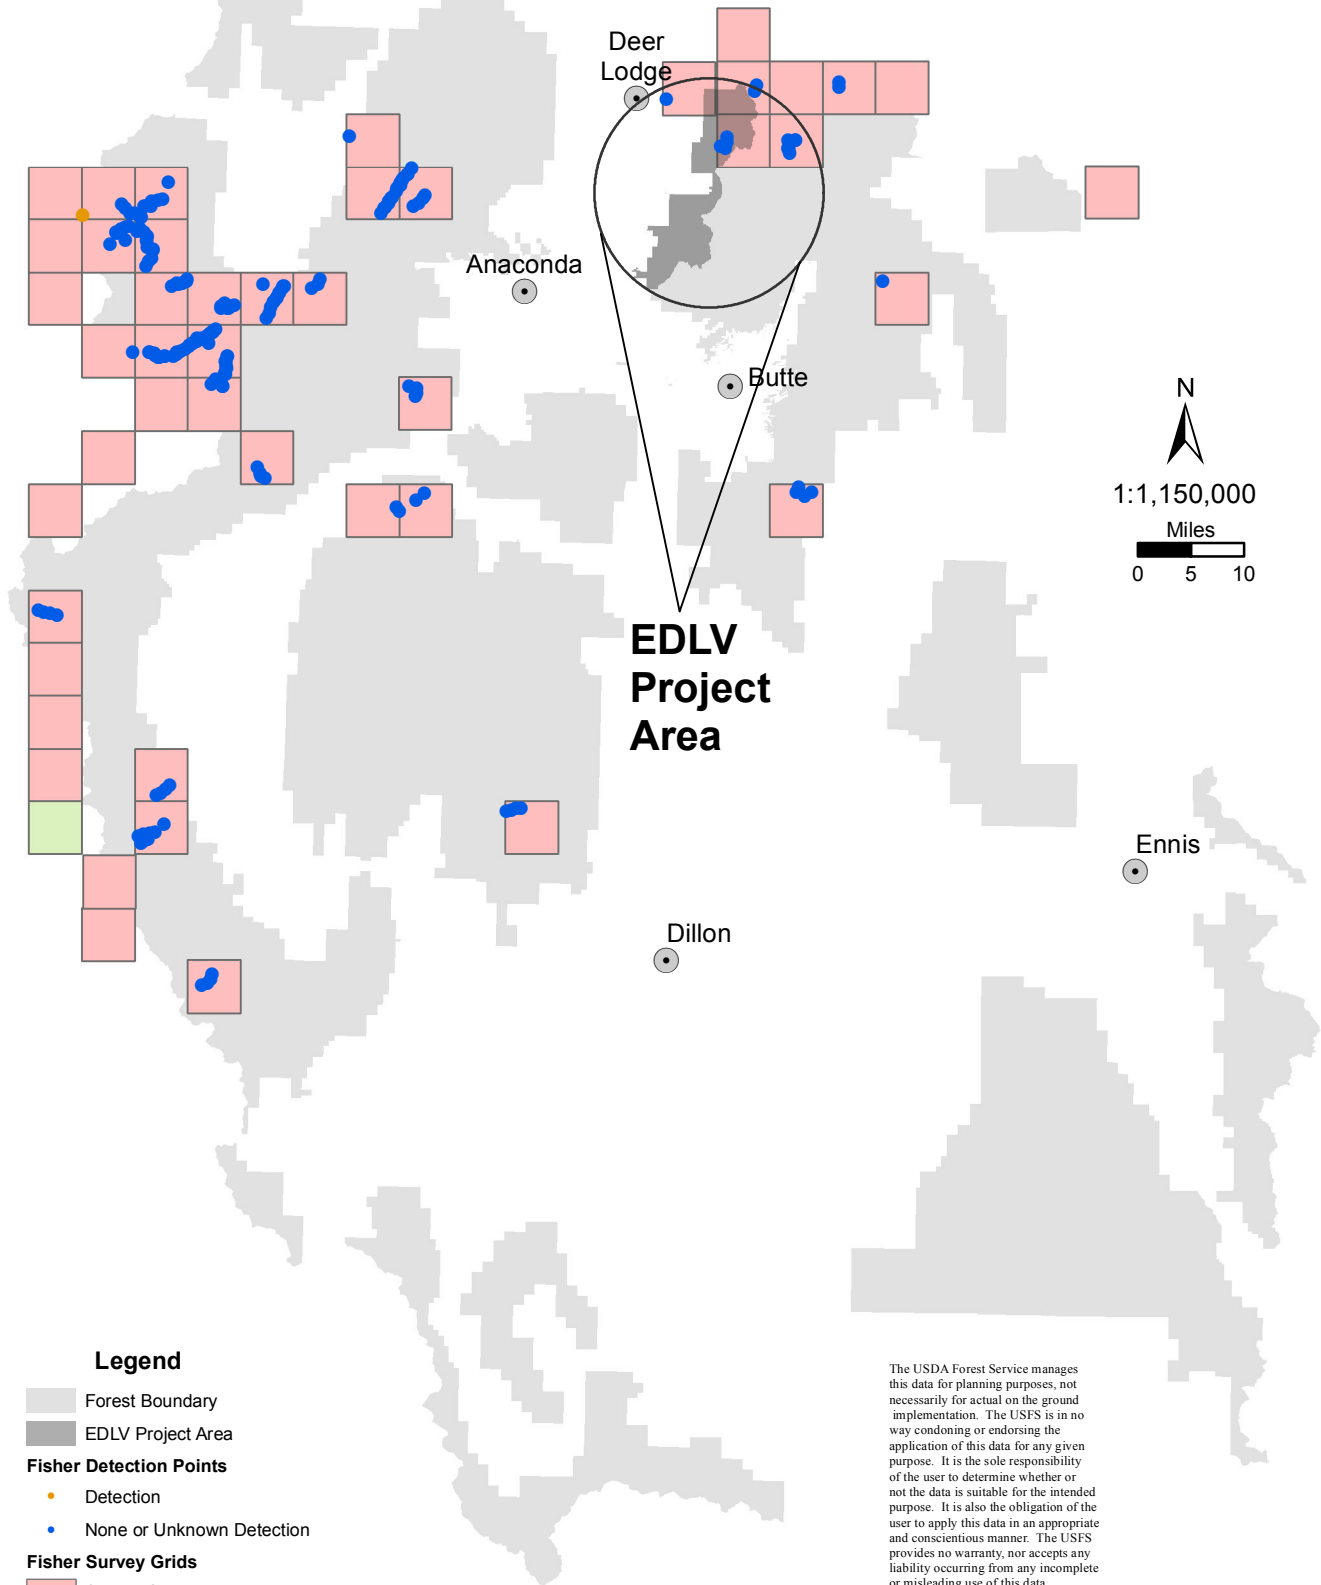 Deer
Lodge
Anaconda
Butte
N
1:1,150,000
Miles
0 5 10
EDLV
Project
Area
Ennis
Dillon
Legend
Forest Boundary
EDLV Project Area
Fisher Detection Points
Detection
None or Unknown Detection
Fisher Survey Grids
The USDA Forest Service manages
this data for planning purposes, not
necessarily for actual on the ground
implementation. The USFS is in no
way condoning or endorsing the
application of this data for any given
purpose. It is the sole responsibility
of the user to determine whether or
not the data is suitable for the intended
purpose. It is also the obligation of the
user to apply this data in an appropriate
and conscientious manner. The USFS
provides no warranty, nor accepts any
liability occurring from any incomplete
or misleading use of this data